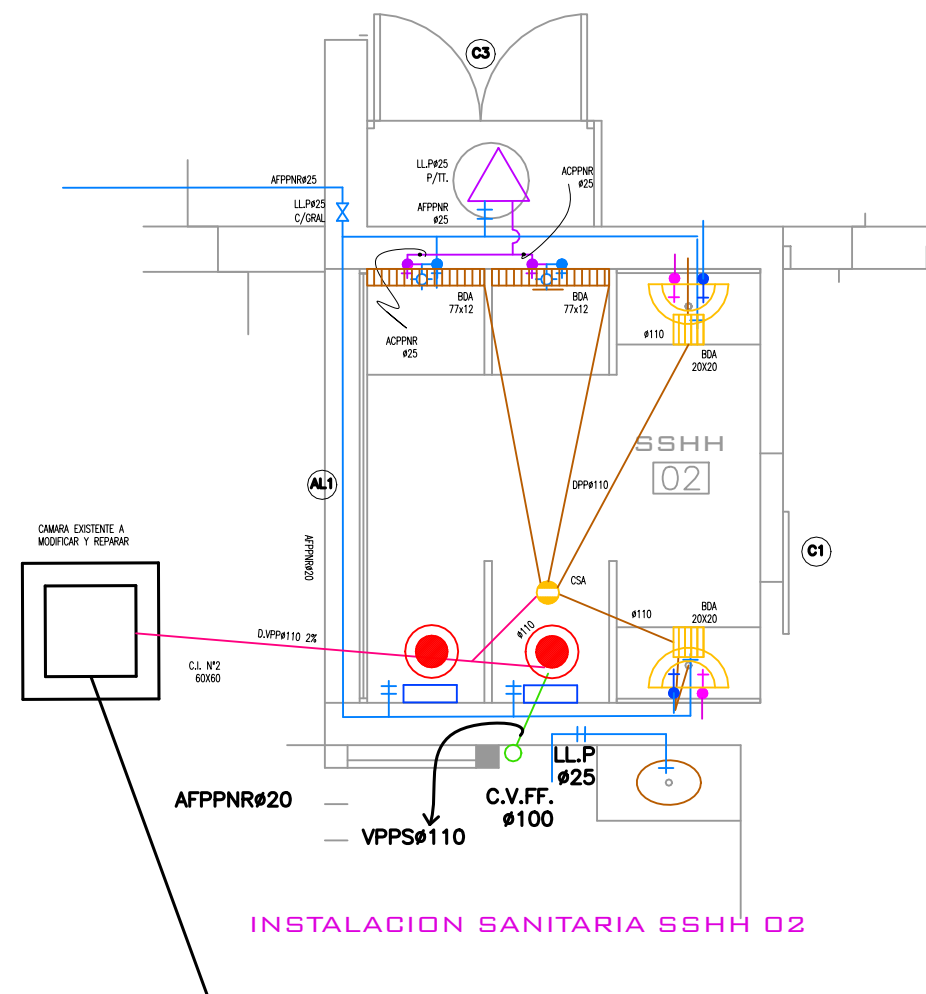 C3
LL.PØ25
P/TT.
ACPPNR
Ø25
AFPPNRØ25
LL.PØ25
C/GRAL
AFPPNR
Ø25
BDA
77x12
BDA
77x12
ACPPNR
Ø25
Ø110
BDA
20X20
SSHH
02
AL1
DPPØ110
CAMARA EXISTENTE A
MODIFICAR Y REPARAR
AFPPNRØ20
C1
CSA
Ø110
BDA
20X20
Ø110
D.VPPØ110 2%
C.I. N°2
60X60
LL.P
Ø25
AFPPNRØ20
C.V.FF.
Ø100
VPPSØ110
INSTALACION SANITARIA SSHH 02